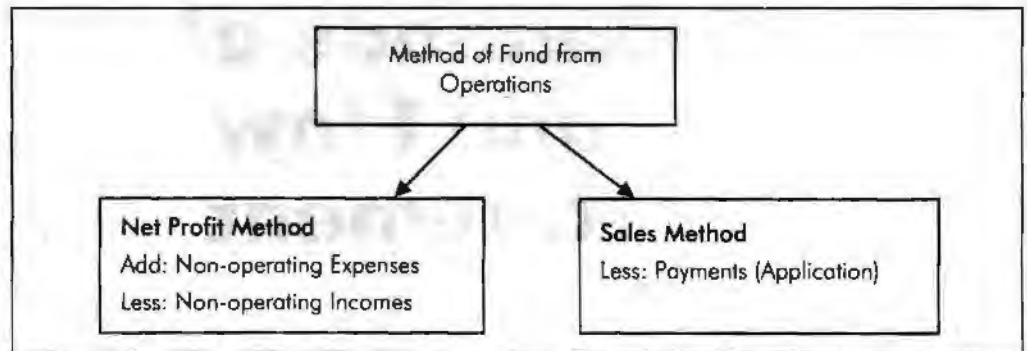 Method of Fund from
Operations
Net Profit Method
Add: Non-operating Expenses
Less: Non-operating Incomes
Sales Method
Less: Payments (Application)